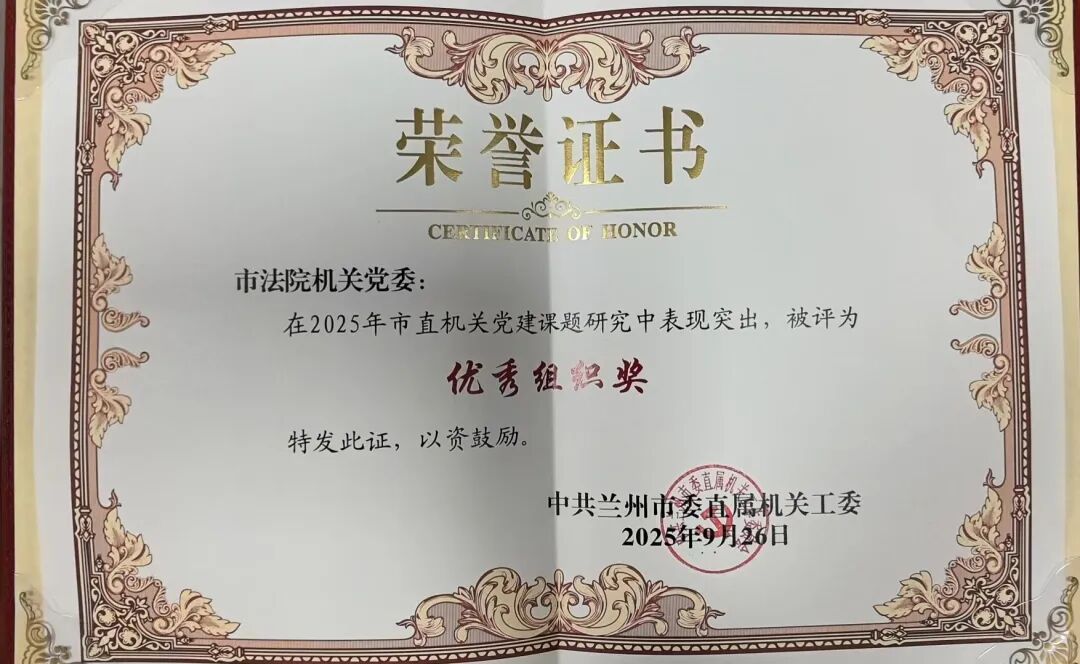 荣誉证书
CERTIFICATE OF HONOR
市法院机关党委：
在2025年市直机关党建课题研究中表现突出，被评为
优秀组织奖
特发此证，以资鼓励。
中共兰州市委直属机关工委
2025年9月26日